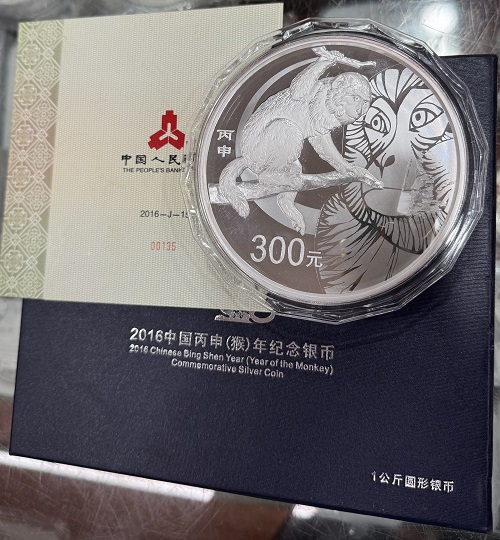 中国人民
THE PEOPLE'S BANK
2016-J-1
00135
丙申
300元
2016中国丙申(猴)年纪念银币
2016 Chinese Bing Shen Year (Year of the Monkey)
Commemorative Silver Coin
1公斤圆形银币